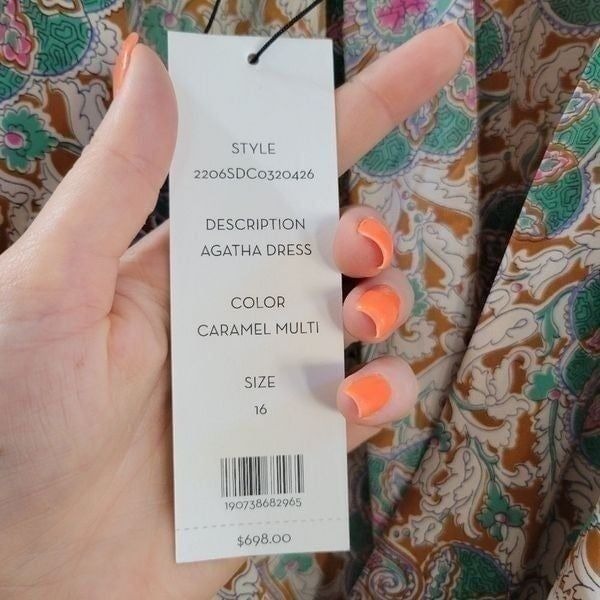 STYLE
2206SDC0320426
DESCRIPTION
AGATHA DRESS
COLOR
CARAMEL MULTI
SIZE
16
190738682965
$698.00